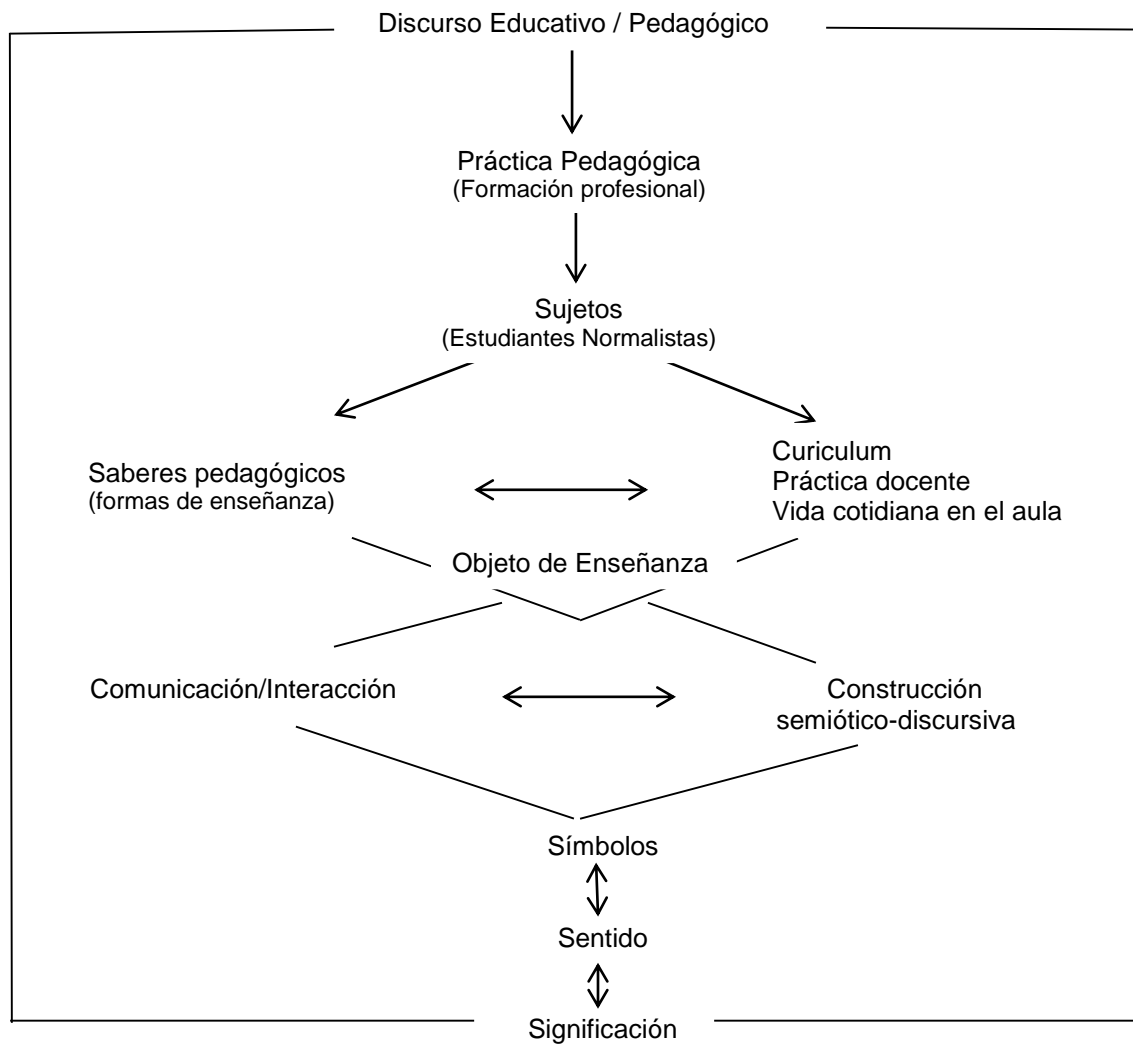 Discurso Educativo / Pedagógico
Práctica Pedagógica
(Formación profesional)
Sujetos
(Estudiantes Normalistas)
Saberes pedagógicos
(formas de enseñanza)
Curiculum
Práctica docente
Vida cotidiana en el aula
Objeto de Enseñanza
Comunicación/Interacción
Construcción
semiótico-discursiva
Símbolos
Sentido
Significación